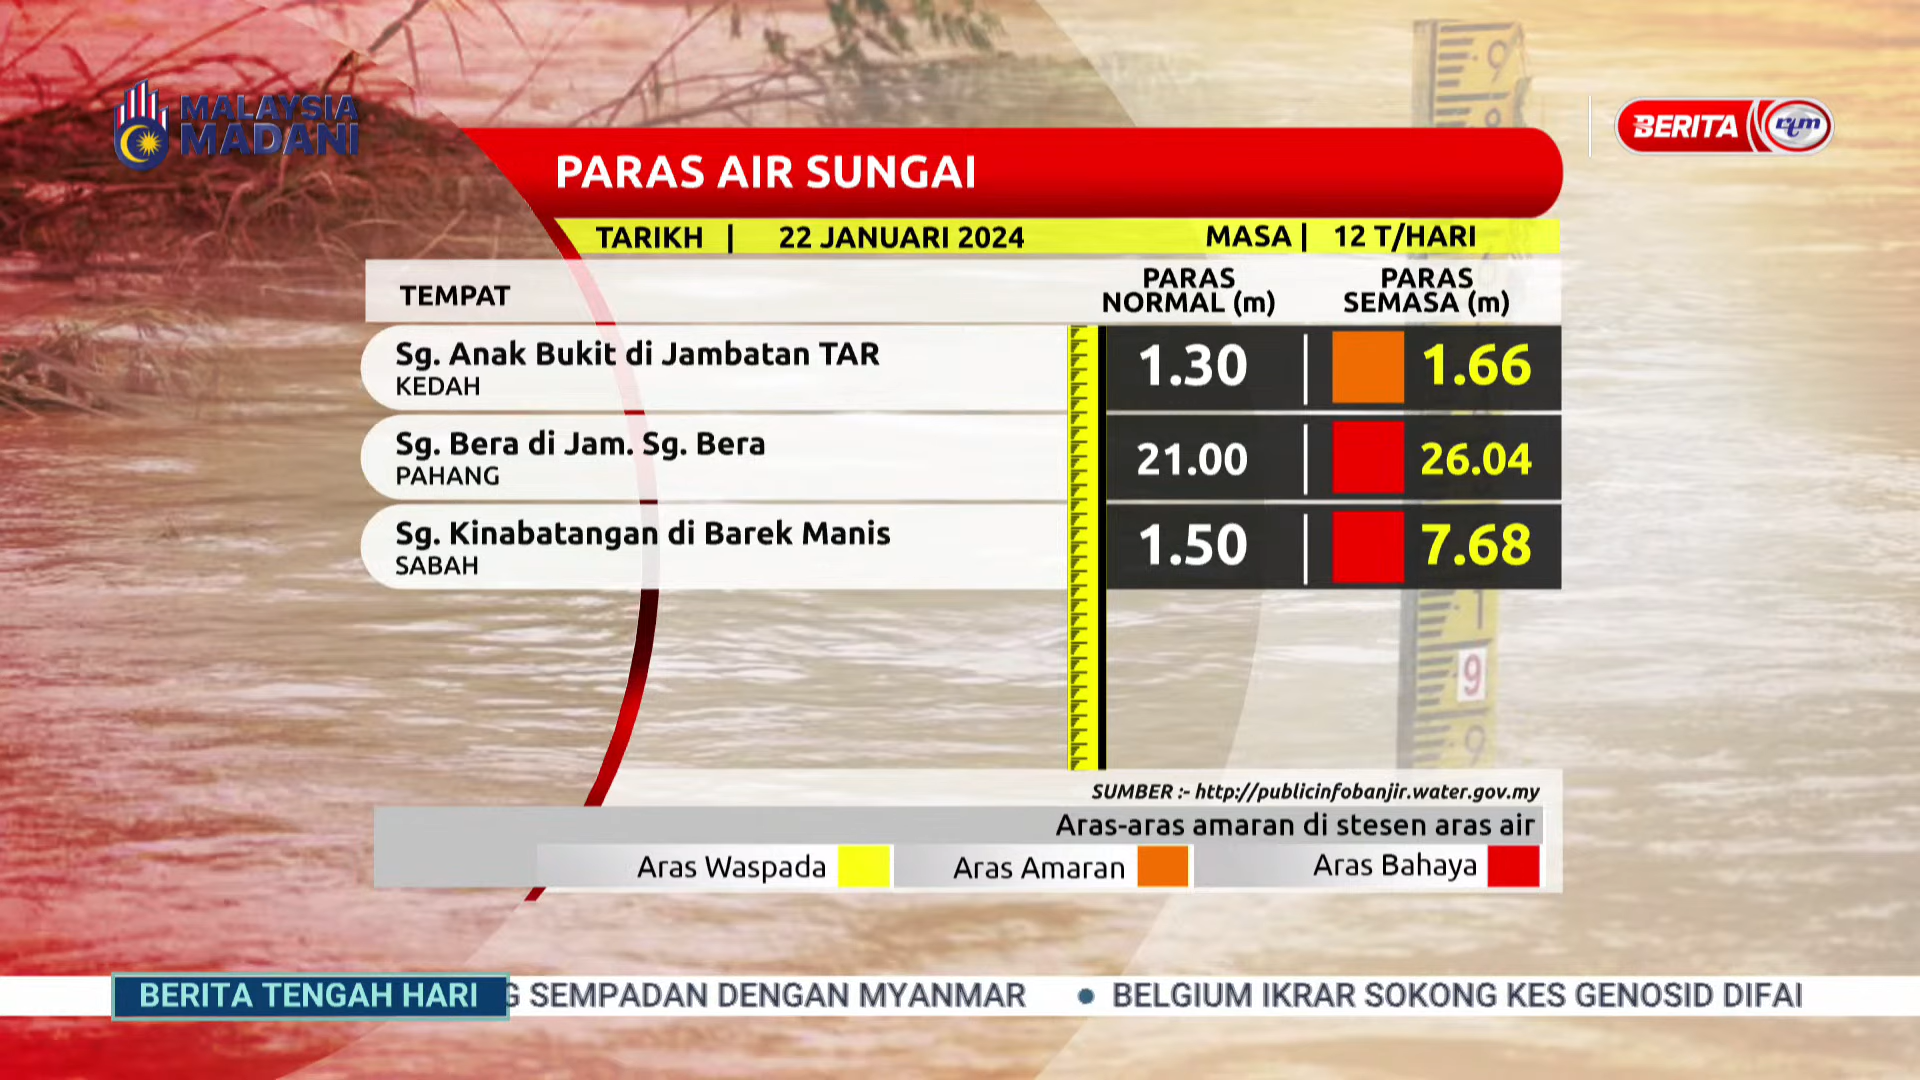 MALAYSIA
MADANI
BERITA rtm
PARAS AIR SUNGAI
TARIKH | 22 JANUARI 2024 MASA | 12 T/HARI
TEMPAT
PARAS
NORMAL (m)
PARAS
SEMASA (m)
Sg. Anak Bukit di Jambatan TAR
KEDAH
1.30 1.66
Sg. Bera di Jam. Sg. Bera
PAHANG
21.00 26.04
Sg. Kinabatangan di Barek Manis
SABAH
1.50 7.68
1
9
9
SUMBER :- http://publicinfobanjir.water.gov.my
Aras-aras amaran di stesen aras air
Aras Waspada Aras Amaran Aras Bahaya
BERITA TENGAH HARI
G SEMPADAN DENGAN MYANMAR • BELGIUM IKRAR SOKONG KES GENOSID DIFAI